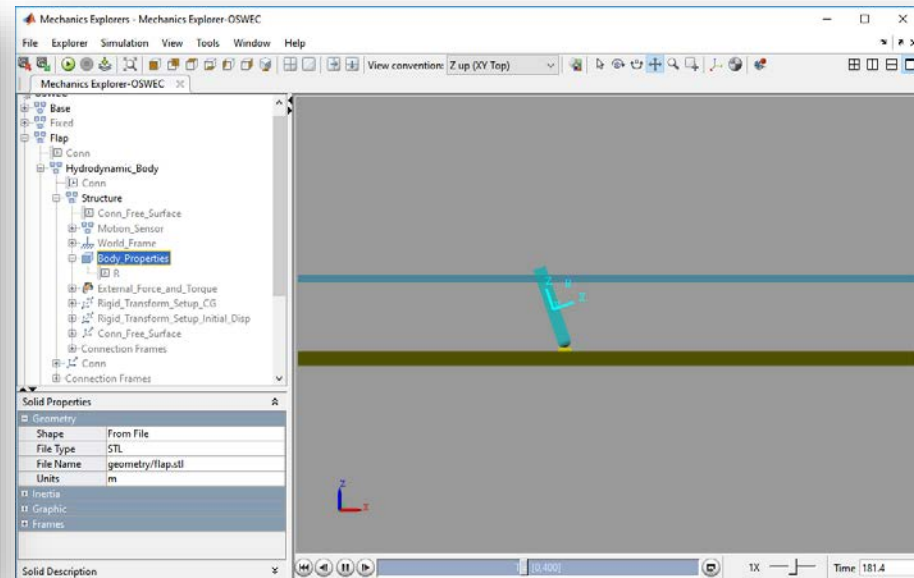 Mechanics Explorers - Mechanics Explorer-OSWEC
File Explorer Simulation View Tools Window Help
View convention: Z up (XY Top)
Mechanics Explorer-OSWEC
OSWEC
Base
Fixed
Flap
Conn
Hydrodynamic_Body
Conn
Structure
Conn_Free_Surface
Motion_Sensor
World_Frame
Body_Properties
R
External_Force_and_Torque
Rigid_Transform_Setup_CG
Rigid_Transform_Setup_Initial_Disp
Conn_Free_Surface
Connection Frames
Conn
Connection Frames
Solid Properties
Geometry
Shape From File
File Type STL
File Name geometry/flap.stl
Units m
Inertia
Graphic
Frames
Solid Description
z
x
[0,400]
1X
Time 181.4